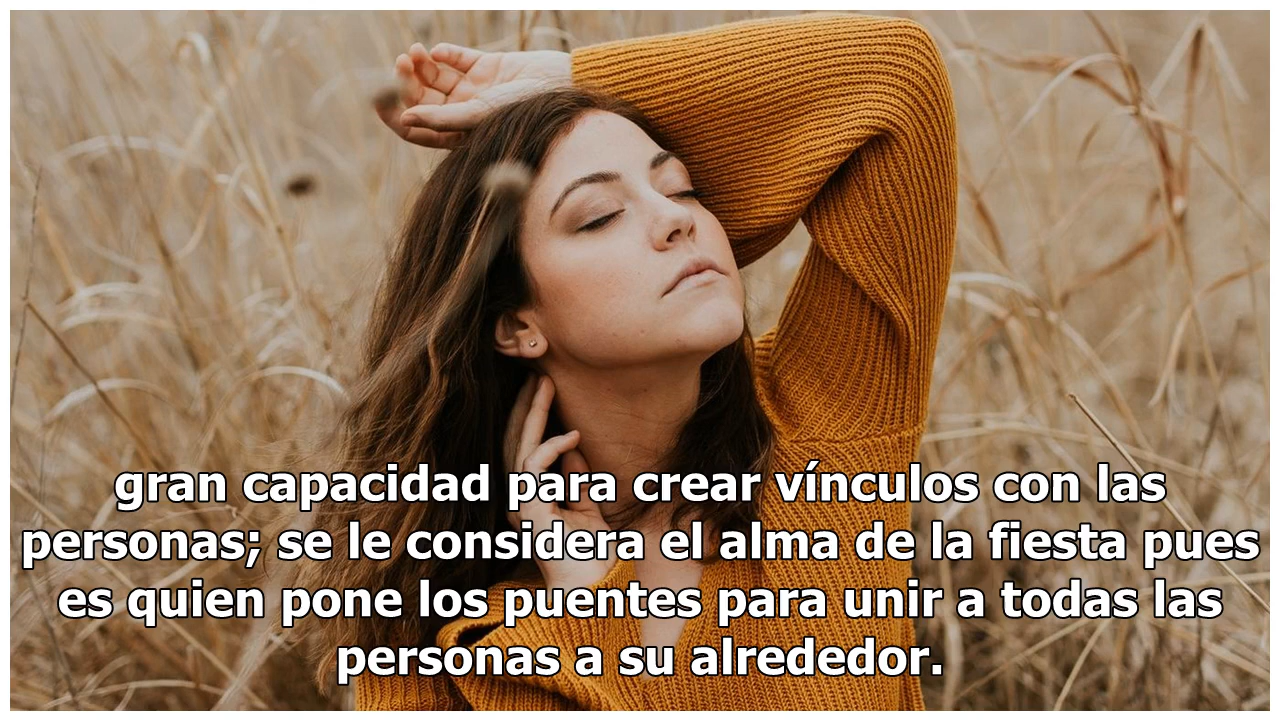 gran capacidad para crear vínculos con las
personas; se le considera el alma de la fiesta pues
es quien pone los puentes para unir a todas las
personas a su alrededor.